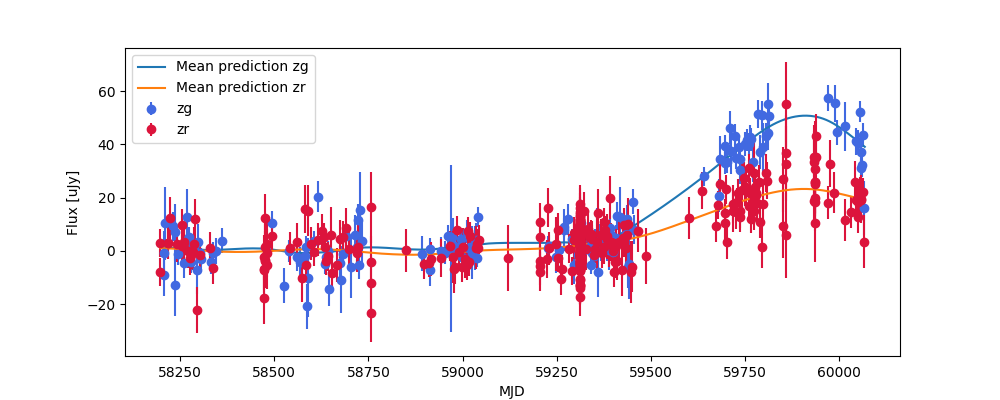 Mean prediction zg
Mean prediction zr
zg
zr
Flux [uJy]
60
40
20
0
−20
58250 58500 58750 59000 59250 59500 59750 60000
MJD